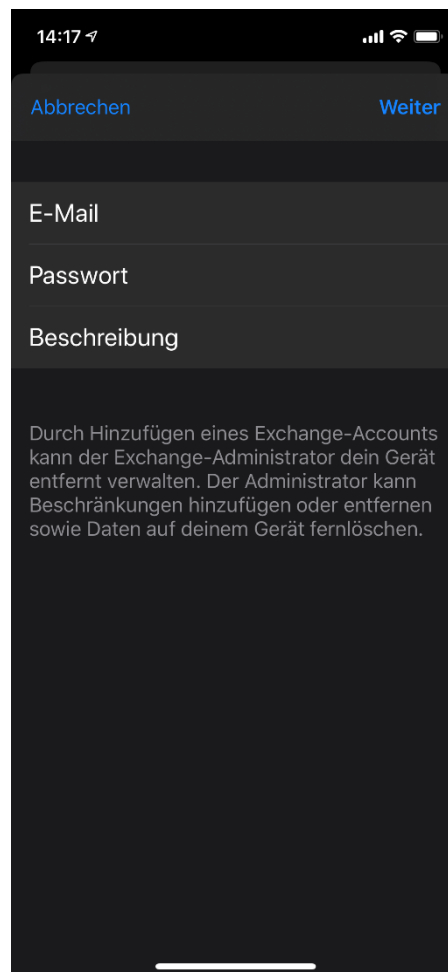 14:17
Abbrechen Weiter
E-Mail
Passwort
Beschreibung
Durch Hinzufügen eines Exchange-Accounts
kann der Exchange-Administrator dein Gerät
entfernt verwalten. Der Administrator kann
Beschränkungen hinzufügen oder entfernen
sowie Daten auf deinem Gerät fernlöschen.